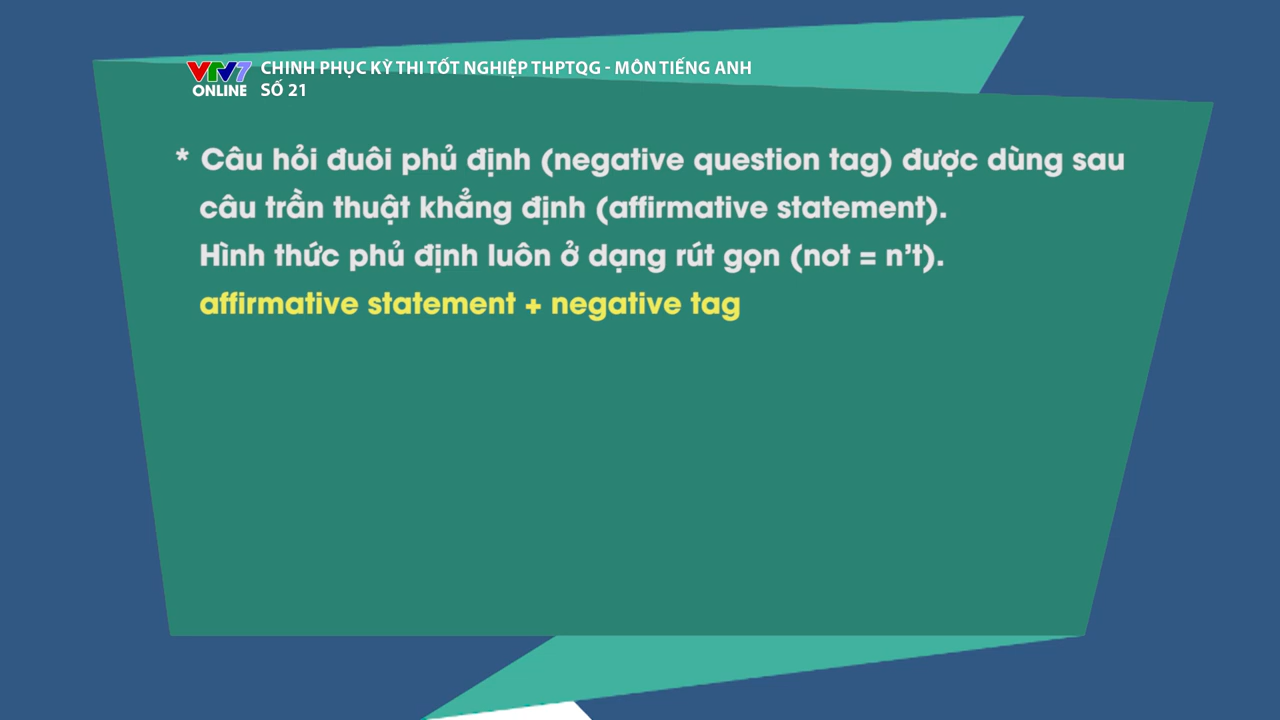 VTV7
ONLINE
CHINH PHỤC KỲ THI TỐT NGHIỆP THPTQG - MÔN TIẾNG ANH
SỐ 21
* Câu hỏi đuôi phủ định (negative question tag) được dùng sau
câu trần thuật khẳng định (affirmative statement).
Hình thức phủ định luôn ở dạng rút gọn (not = n't).
affirmative statement + negative tag